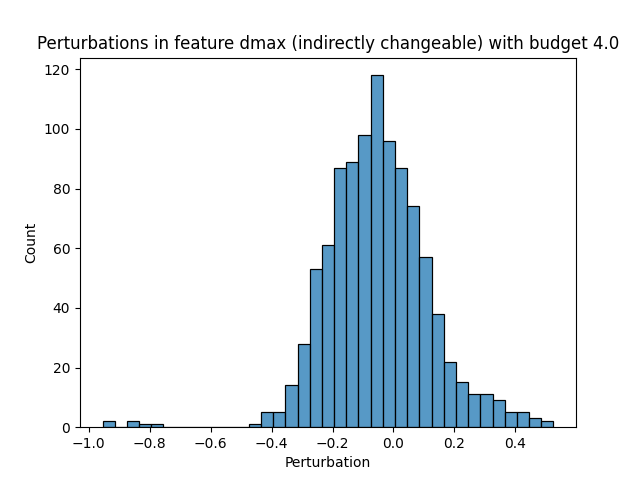 Perturbations in feature dmax (indirectly changeable) with budget 4.0
120
100
80
60
40
20
0
Count
−1.0 −0.8 −0.6 −0.4 −0.2 0.0 0.2 0.4
Perturbation